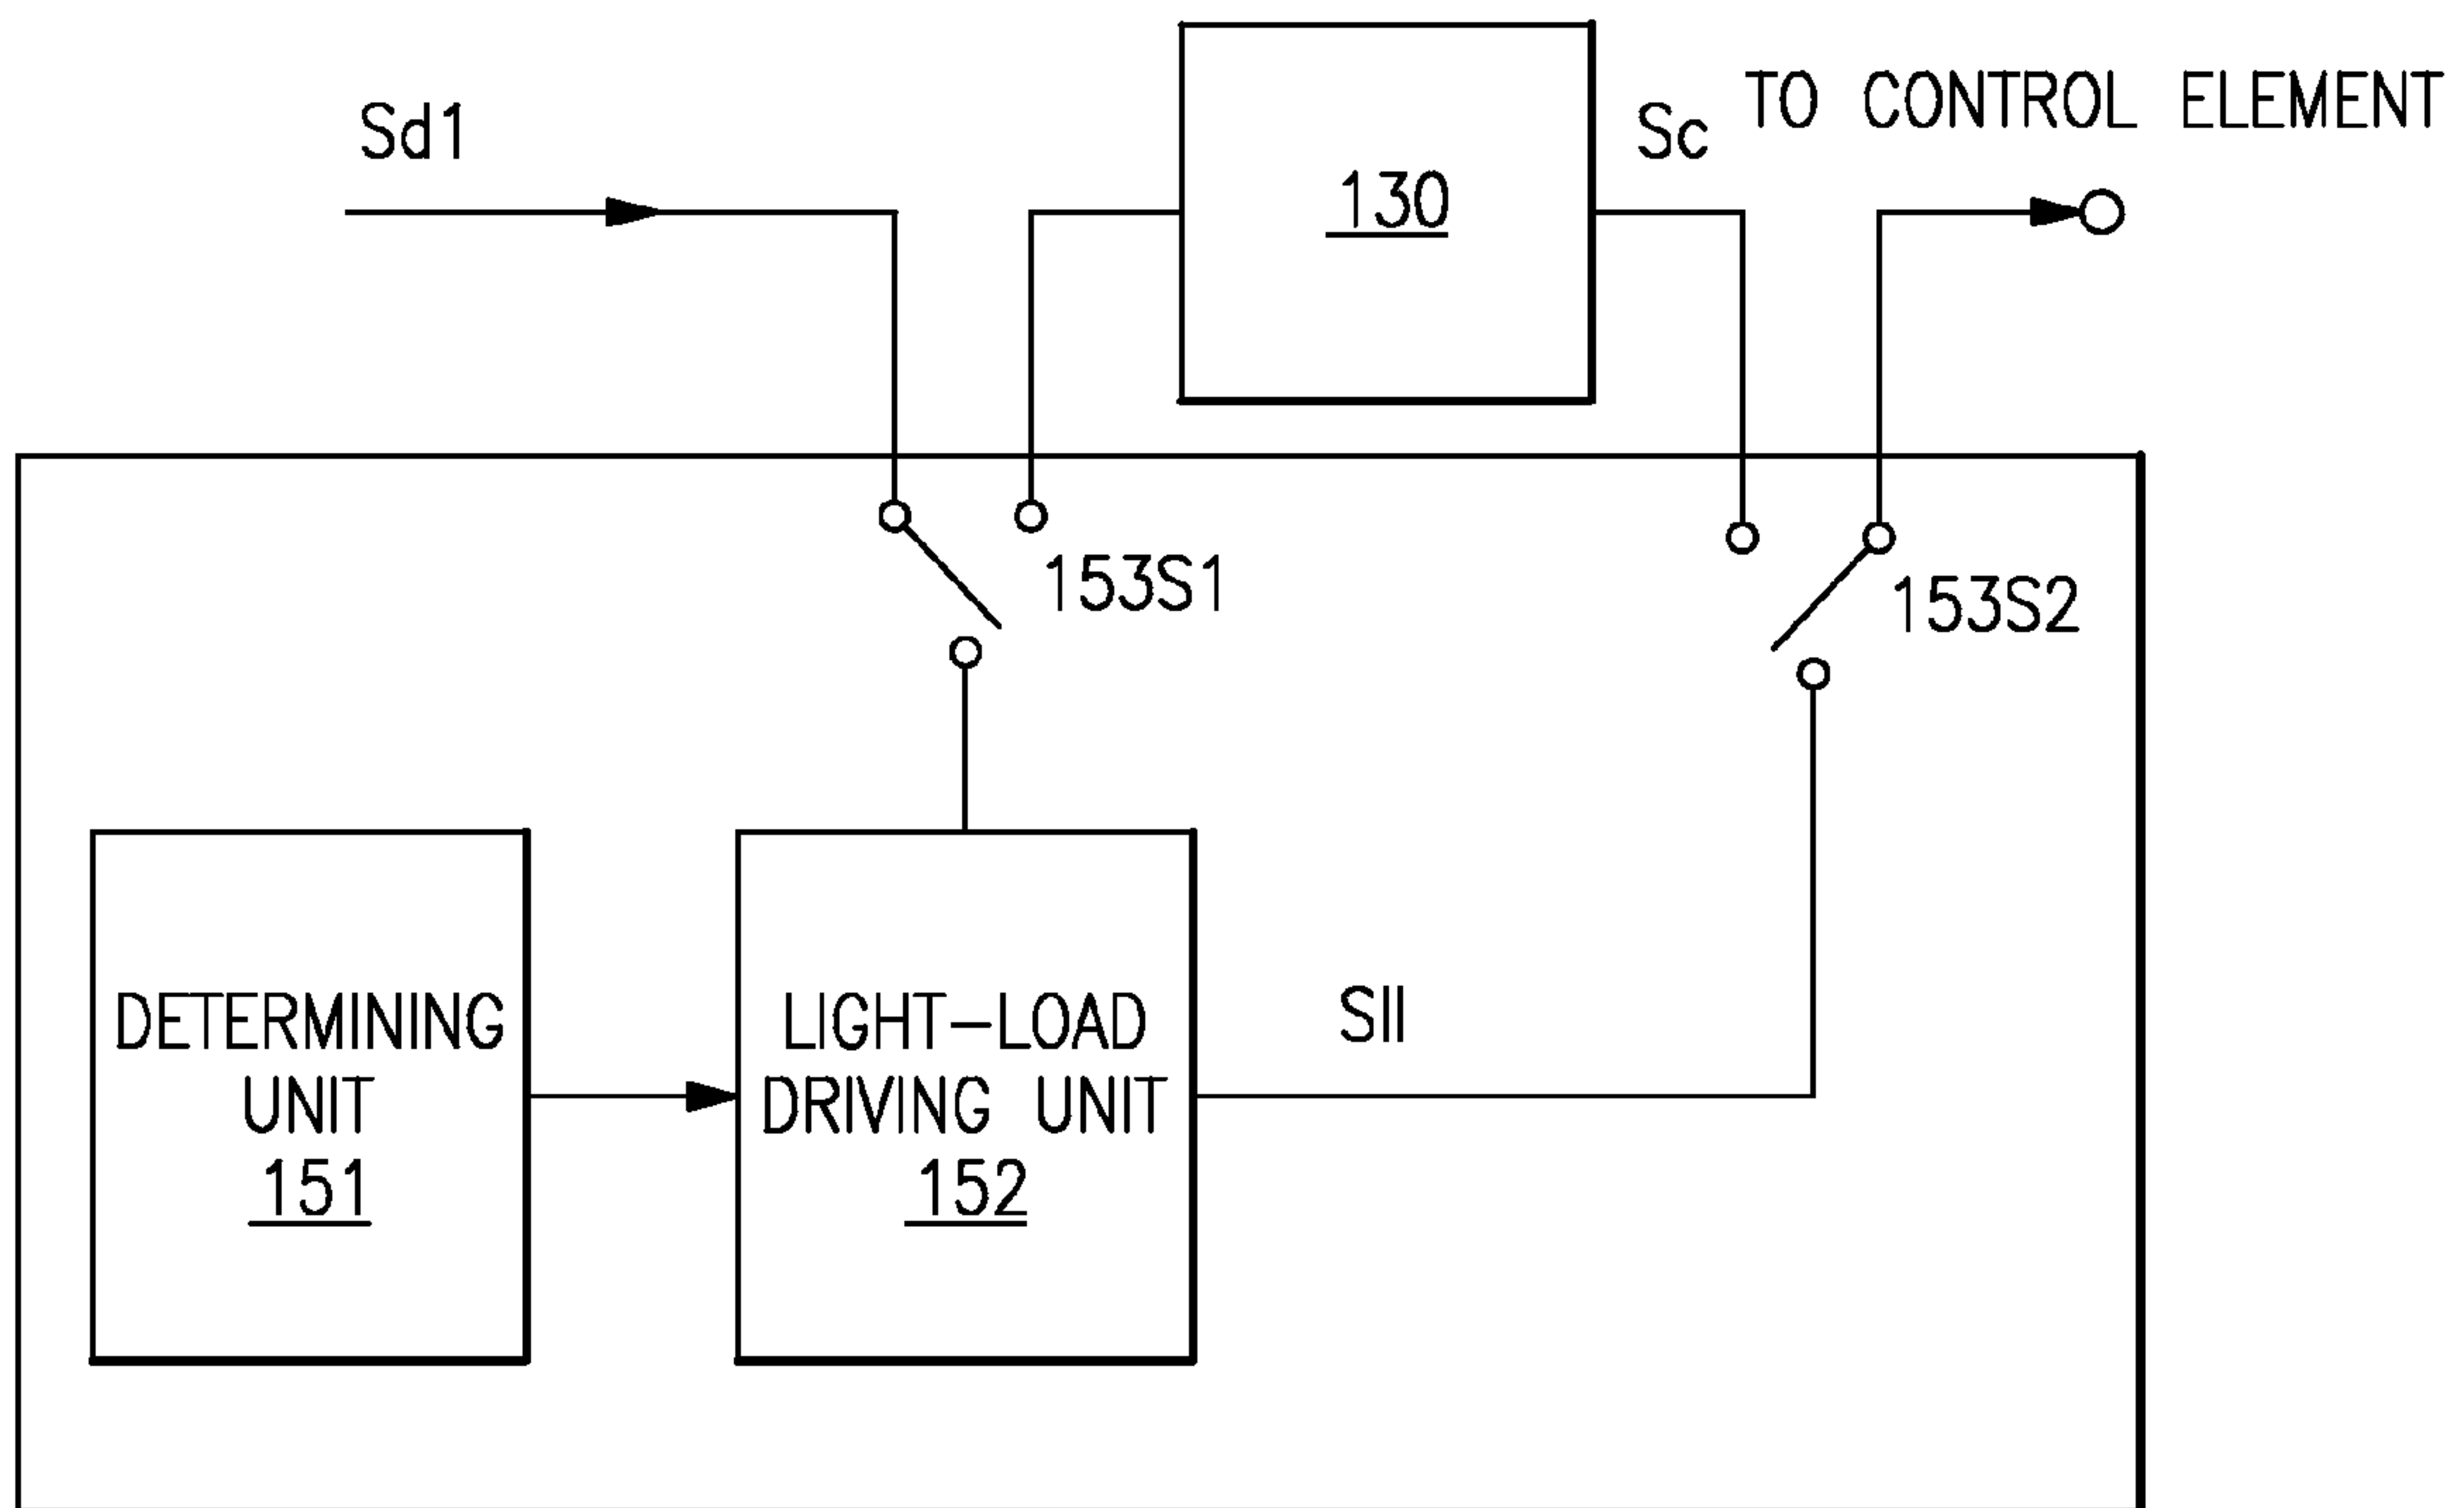 Sd1
130
Sc
TO CONTROL ELEMENT
153S1
153S2
DETERMINING
UNIT
151
LIGHT-LOAD
DRIVING UNIT
152
Sll